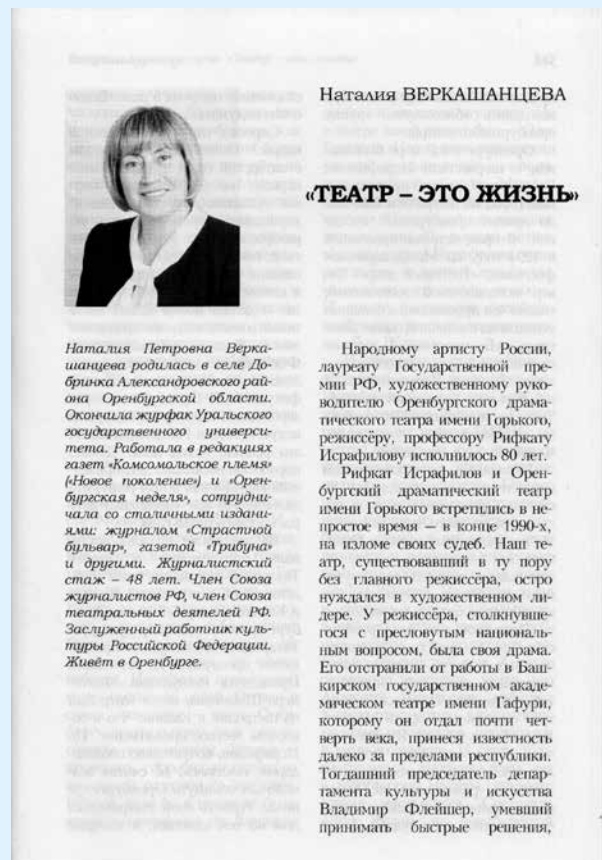 Наталия ВЕРКАШАНЦЕВА
«ТЕАТР – ЭТО ЖИЗНЬ»
Наталия Петровна Верка-
шанцева родилась в селе До-
бринка Александровского рай-
она Оренбургской области.
Окончила журфак Уральского
государственного универси-
тета. Работала в редакциях
газет «Комсомольское племя»
(«Новое поколение») и «Орен-
бургская неделя», сотрудни-
чала со столичными издани-
ями: журналом «Страстной
бульвар», газетой «Трибуна»
и другими. Журналистский
стаж – 48 лет. Член Союза
журналистов РФ, член Союза
театральных деятелей РФ.
Заслуженный работник куль-
туры Российской Федерации.
Живёт в Оренбурге.
Народному артисту России,
лауреату Государственной пре-
мии РФ, художественному руко-
водителю Оренбургского драма-
тического театра имени Горького,
режиссёру, профессору Рифкату
Исрафилову исполнилось 80 лет.
Рифкат Исрафилов и Орен-
бургский драматический театр
имени Горького встретились в не-
простое время — в конце 1990-х,
на изломе своих судеб. Наш те-
атр, существовавший в ту пору
без главного режиссёра, остро
нуждался в художественном ли-
дере. У режиссёра, столкнувше-
гося с пресловутым националь-
ным вопросом, была своя драма.
Его отстранили от работы в Баш-
кирском государственном акаде-
мическом театре имени Гафури,
которому он отдал почти чет-
верть века, принеся известность
далеко за пределами республики.
Тогдашний председатель депар-
тамента культуры и искусства
Владимир Флейшер, умевший
принимать быстрые решения,